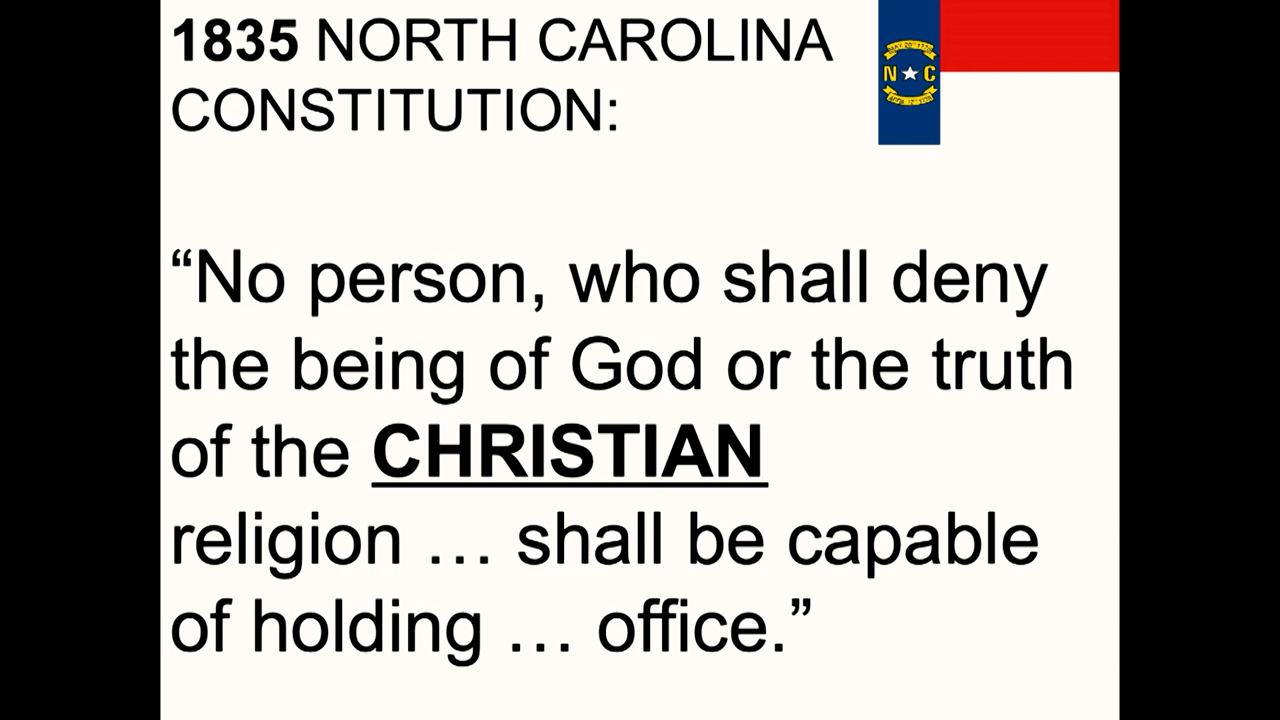 1835 NORTH CAROLINA
CONSTITUTION:
N C
“No person, who shall deny
the being of God or the truth
of the CHRISTIAN
religion … shall be capable
of holding … office.”